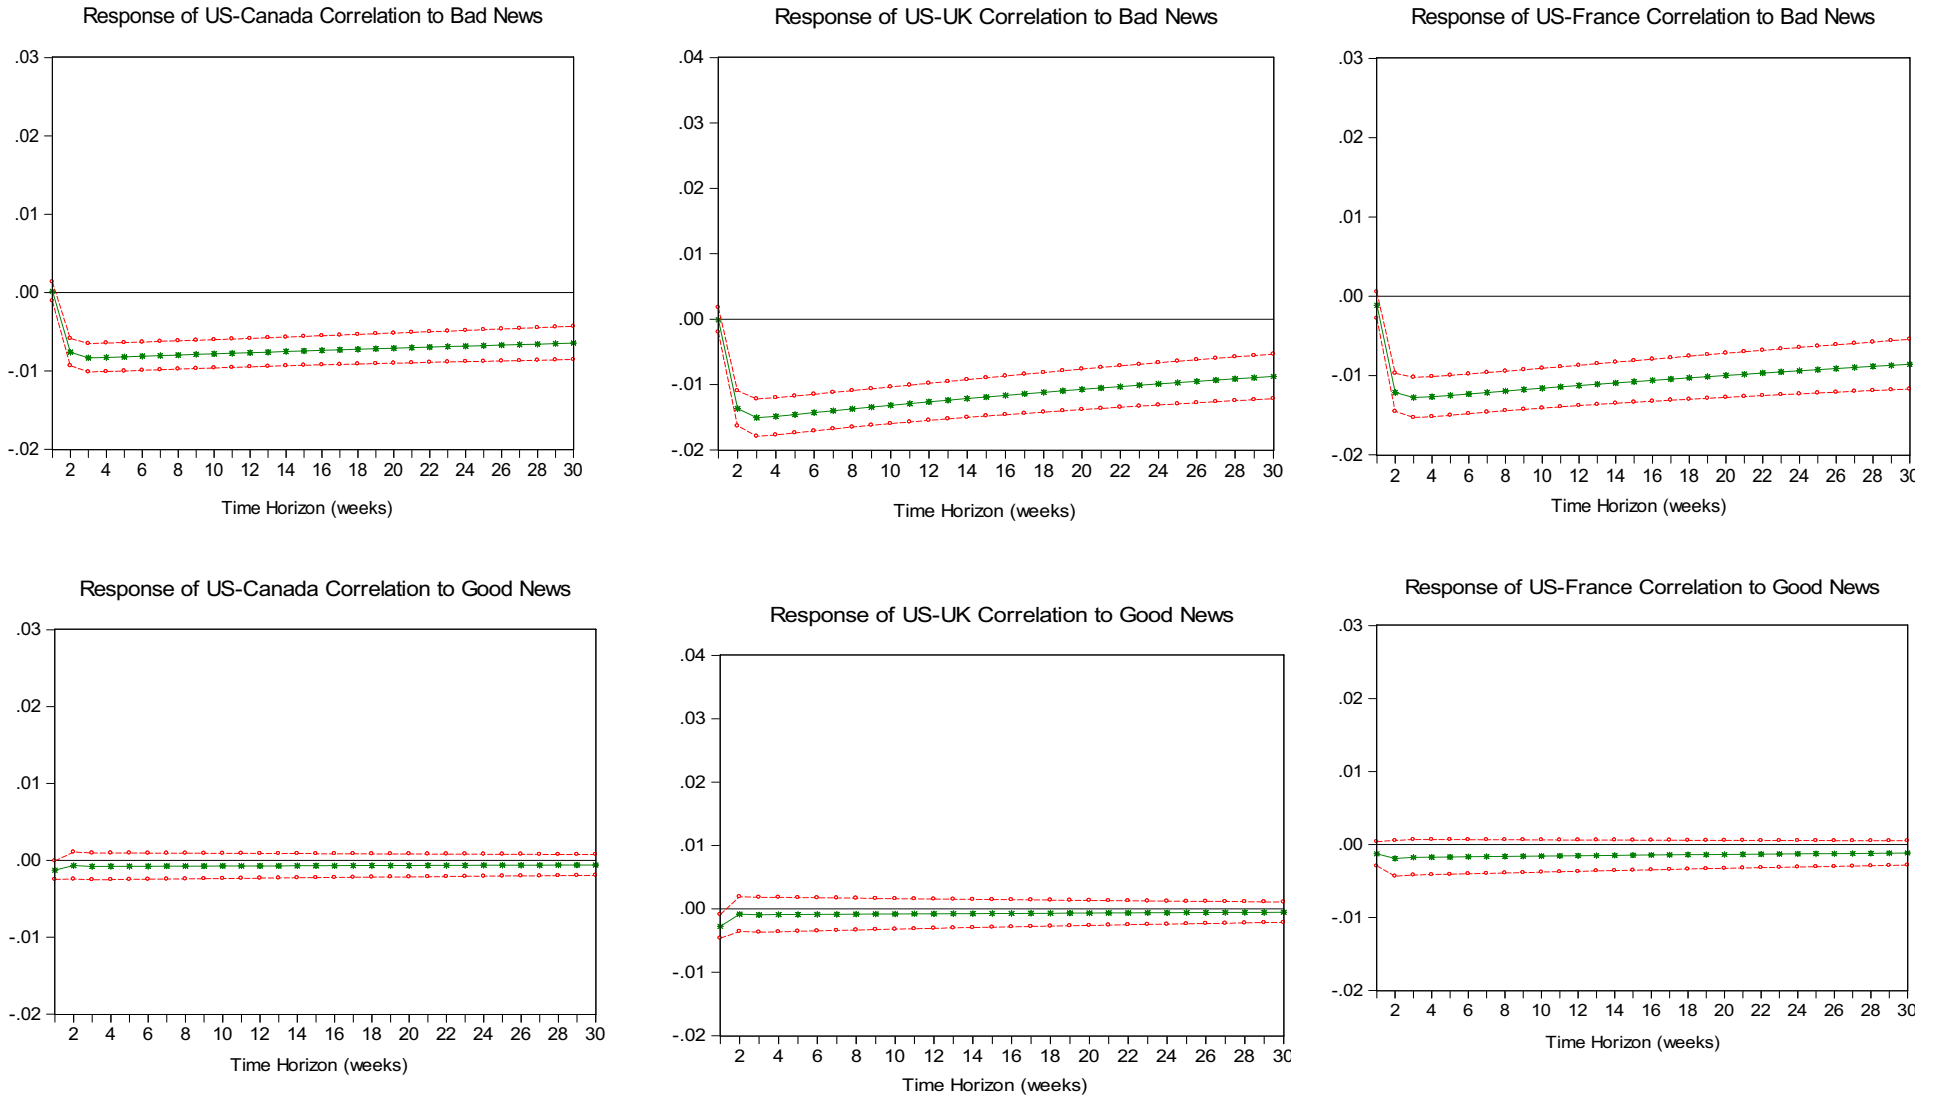 Response of US-Canada Correlation to Bad News
.03
.02
.01
.00
-.01
-.02
2 4 6 8 10 12 14 16 18 20 22 24 26 28 30
Time Horizon (weeks)
Response of US-UK Correlation to Bad News
.04
.03
.02
.01
.00
-.01
-.02
2 4 6 8 10 12 14 16 18 20 22 24 26 28 30
Time Horizon (weeks)
Response of US-France Correlation to Bad News
.03
.02
.01
.00
-.01
-.02
2 4 6 8 10 12 14 16 18 20 22 24 26 28 30
Time Horizon (weeks)
Response of US-Canada Correlation to Good News
.03
.02
.01
.00
-.01
-.02
2 4 6 8 10 12 14 16 18 20 22 24 26 28 30
Time Horizon (weeks)
Response of US-UK Correlation to Good News
.04
.03
.02
.01
.00
-.01
-.02
2 4 6 8 10 12 14 16 18 20 22 24 26 28 30
Time Horizon (weeks)
Response of US-France Correlation to Good News
.03
.02
.01
.00
-.01
-.02
2 4 6 8 10 12 14 16 18 20 22 24 26 28 30
Time Horizon (weeks)